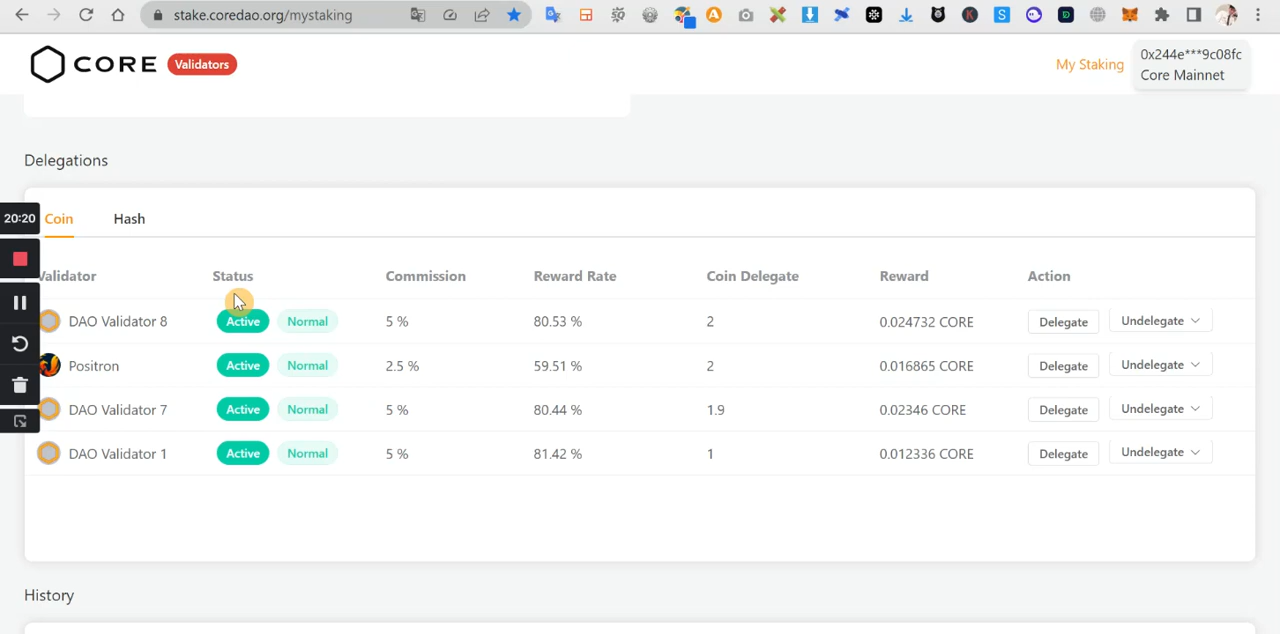 stake.coredao.org/mystaking
CORE Validators
My Staking
0x244e***9c08fc
Core Mainnet
Delegations
20:20
Coin Hash
Validator Status Commission Reward Rate Coin Delegate Reward Action
DAO Validator 8 Active Normal 5 % 80.53 % 2 0.024732 CORE Delegate Undelegate
Positron Active Normal 2.5 % 59.51 % 2 0.016865 CORE Delegate Undelegate
DAO Validator 7 Active Normal 5 % 80.44 % 1.9 0.02346 CORE Delegate Undelegate
DAO Validator 1 Active Normal 5 % 81.42 % 1 0.012336 CORE Delegate Undelegate
History